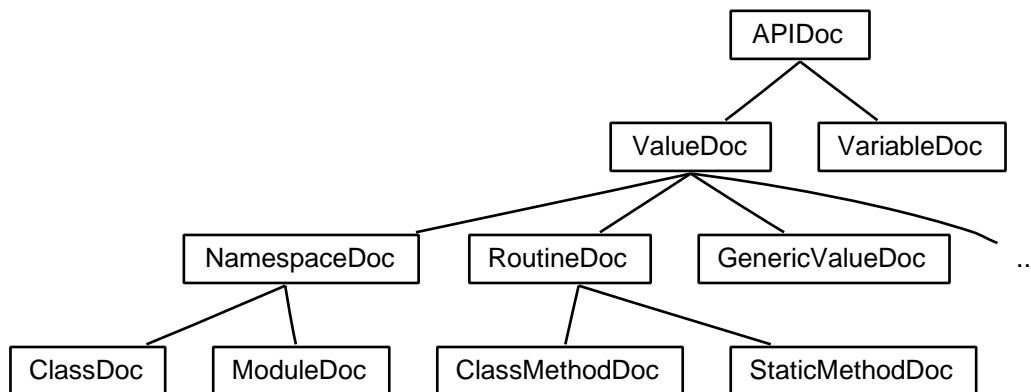 APIDoc
ValueDoc VariableDoc
NamespaceDoc RoutineDoc GenericValueDoc ..
ClassDoc ModuleDoc ClassMethodDoc StaticMethodDoc